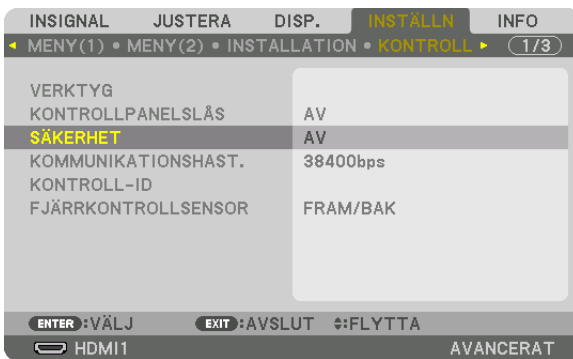 INSIGNAL JUSTERA DISP. INSTÄLLN INFO
MENY(1) • MENY(2) • INSTALLATION • KONTROLL 1/3
VERKTYG
KONTROLLPANELSLÅS AV
SÄKERHET AV
KOMMUNIKATIONSHAST. 38400bps
KONTROLL-ID
FJÄRRKONTROLLSENSOR FRAM/BAK
ENTER :VÄLJ EXIT :AVSLUT :FLYTTA
HDMI1 AVANCERAT